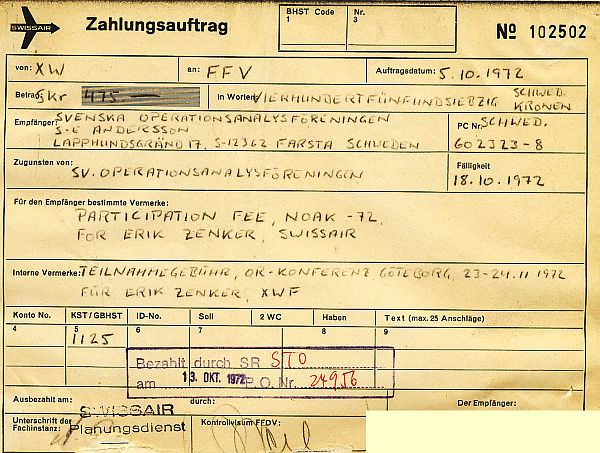 SWISSAIR
Zahlungsauftrag
BHST Code
1
Nr.
3
No 102502
von: XW
an: FFV
Auftragsdatum: 5.10.1972
Betrag Skr 475.—
in Worten: VIERHUNDERTFÜNFUNDSIEBZIG SCHWED. KRONEN
Empfänger: SVENSKA OPERATIONSANALYSFÖRENINGEN
S-E ANDERSSON
LAPPHUNDSGRÄND 17, S-12362 FARSTA SCHWEDEN
PC Nr. SCHWED.
602323-8
Zugunsten von:
SV. OPERATIONSANALYSFÖRENINGEN
Fälligkeit
18.10.1972
Für den Empfänger bestimmte Vermerke:
PARTICIPATION FEE, NOAK -72,
FOR ERIK ZENKER, SWISSAIR
Interne Vermerke: TEILNAHMEGEBÜHR, OR-KONFERENZ GÖTEBORG, 23-24.11 1972
FÜR ERIK ZENKER, XWF
Konto No. KST / GBHST ID-No. Soll 2 WC Haben Text (max. 25 Anschläge)
4 5 6 7 8 9
1125
Bezahlt durch SR STO
am 13. OKT. 1972 P.O. Nr. 24956
Ausbezahlt am:
durch:
Der Empfänger:
SWISSAIR
Planungsdienst
Unterschrift der
Fachinstanz:
Kontrollvisum FFDV: